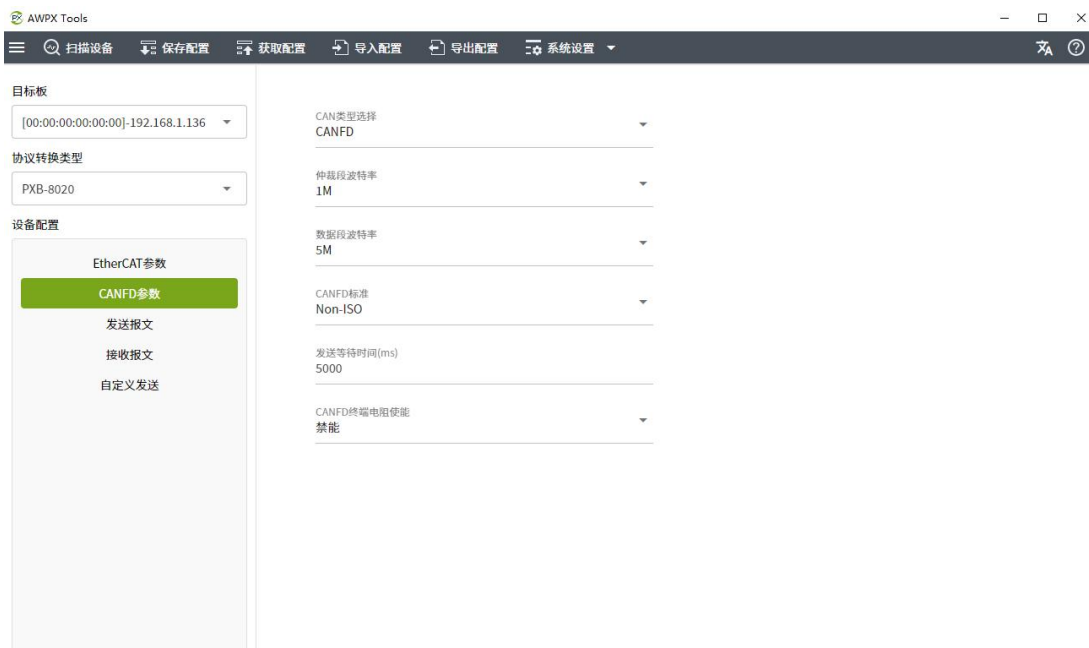 AWPX Tools
扫描设备 保存配置 获取配置 导入配置 导出配置 系统设置
目标板
[00:00:00:00:00:00]-192.168.1.136
协议转换类型
PXB-8020
设备配置
EtherCAT参数
CANFD参数
发送报文
接收报文
自定义发送
CAN类型选择
CANFD
仲裁段波特率
1M
数据段波特率
5M
CANFD标准
Non-ISO
发送等待时间(ms)
5000
CANFD终端电阻使能
禁能